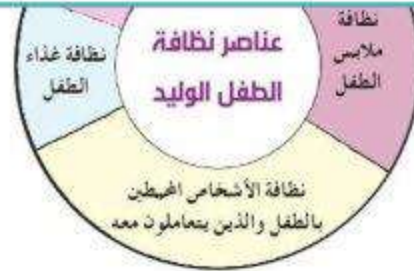 عناصر نظافة
الطفل الوليد
نظافة
ملابس
الطفل
نظافة غذاء
الطفل
نظافة الأشخاص المحيطين
بالطفل والذين يتعاملون معه